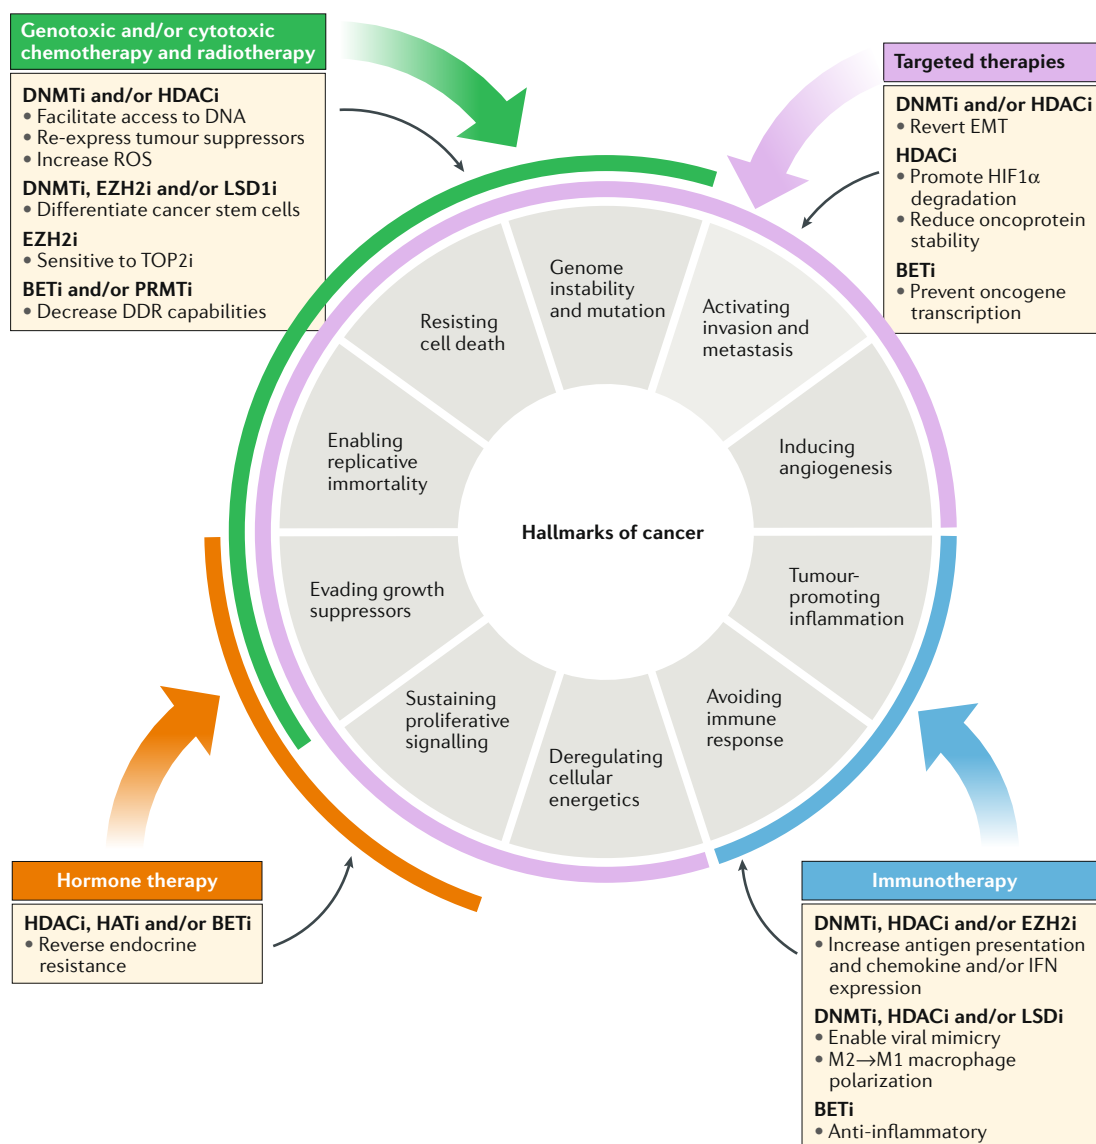 Genotoxic and/or cytotoxic
chemotherapy and radiotherapy
DNMTi and/or HDACi
• Facilitate access to DNA
• Re-express tumour suppressors
• Increase ROS
DNMTi, EZH2i and/or LSD1i
• Differentiate cancer stem cells
EZH2i
• Sensitive to TOP2i
BETi and/or PRMTi
• Decrease DDR capabilities
Targeted therapies
DNMTi and/or HDACi
• Revert EMT
HDACi
• Promote HIF1α
degradation
• Reduce oncoprotein
stability
BETi
• Prevent oncogene
transcription
Genome
instability
and mutation
Activating
invasion and
metastasis
Inducing
angiogenesis
Tumour-
promoting
inflammation
Avoiding
immune
response
Deregulating
cellular
energetics
Sustaining
proliferative
signalling
Evading growth
suppressors
Enabling
replicative
immortality
Resisting
cell death
Hallmarks of cancer
Hormone therapy
HDACi, HATi and/or BETi
• Reverse endocrine
resistance
Immunotherapy
DNMTi, HDACi and/or EZH2i
• Increase antigen presentation
and chemokine and/or IFN
expression
DNMTi, HDACi and/or LSDi
• Enable viral mimicry
• M2→M1 macrophage
polarization
BETi
• Anti-inflammatory